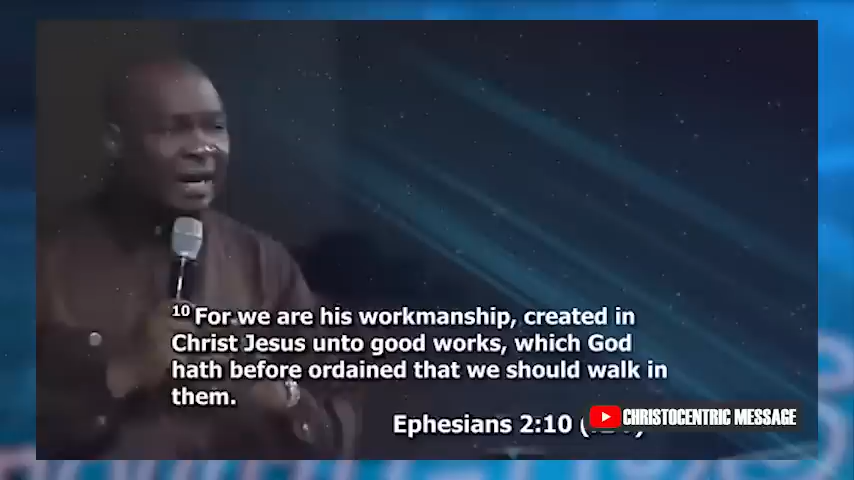 10 For we are his workmanship, created in
Christ Jesus unto good works, which God
hath before ordained that we should walk in
them.
Ephesians 2:10
CHRISTOCENTRIC MESSAGE